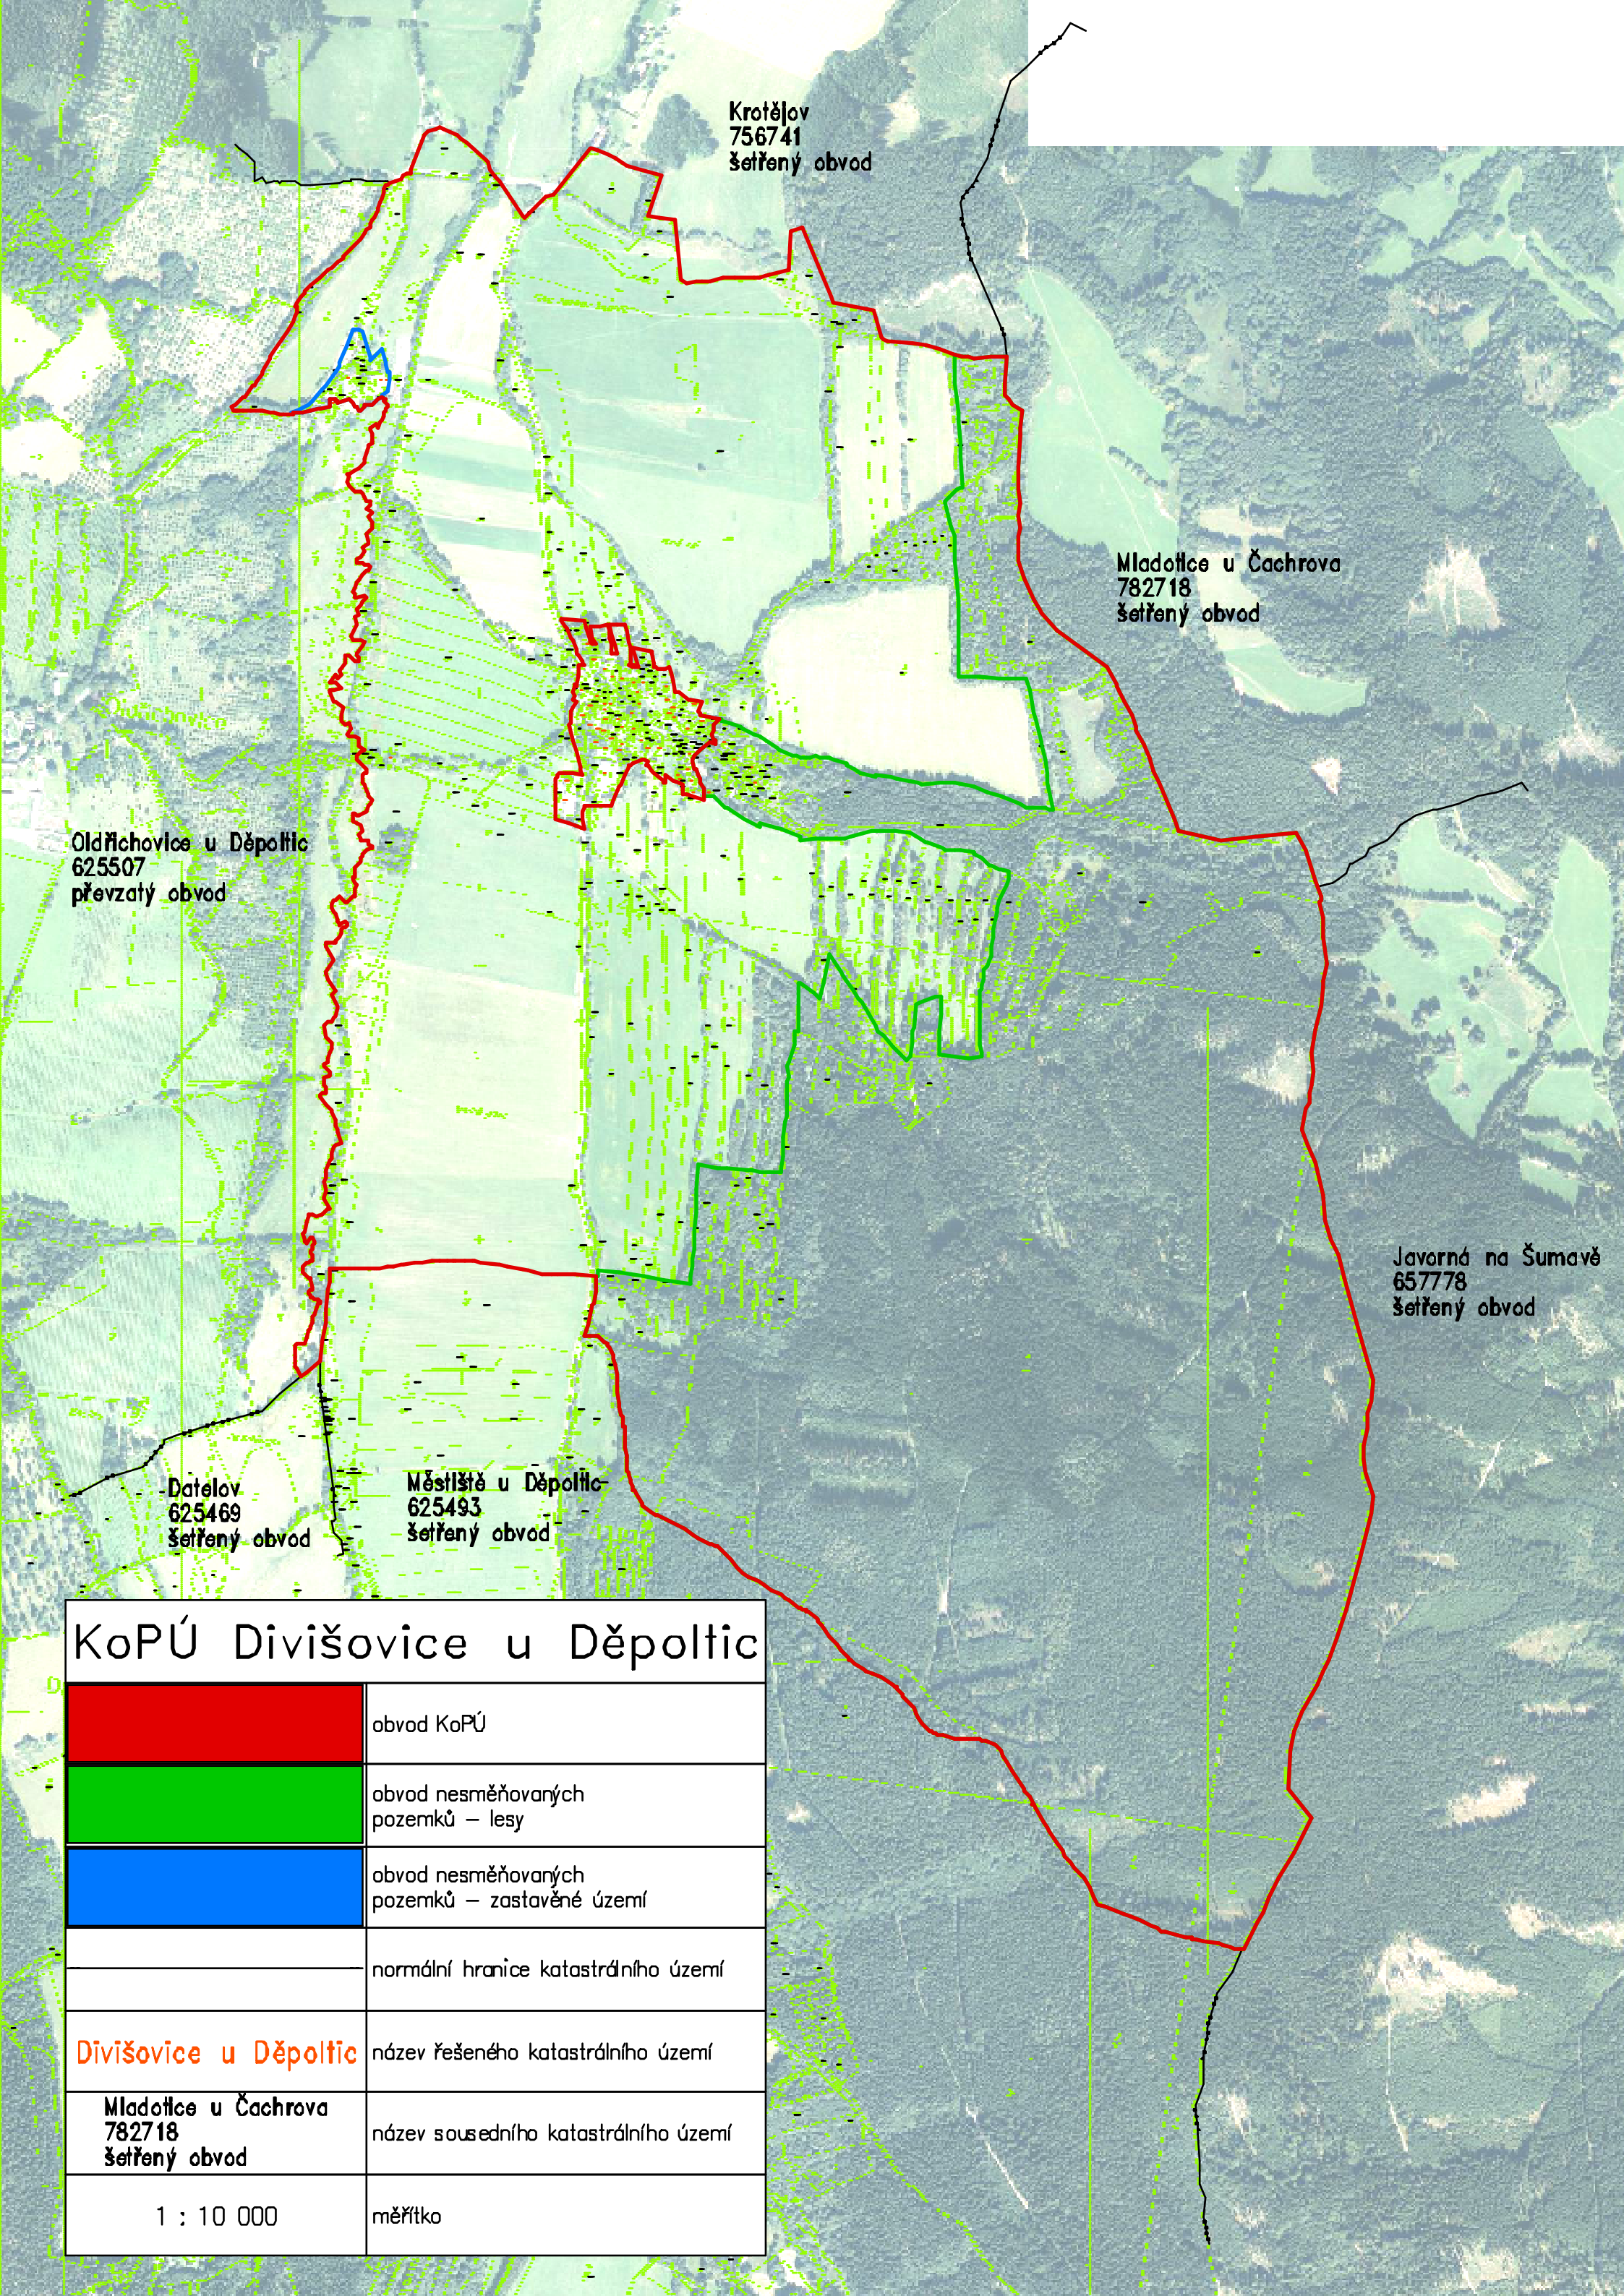 Krotějov
756741
šetřený obvod
Mladotice u Čachrova
782718
šetřený obvod
Oldřichovice u Děpoltic
625507
převzatý obvod
Javorná na Šumavě
657778
šetřený obvod
Datelov
625469
šetřený obvod
Městiště u Děpoltic
625493
šetřený obvod
KoPÚ Divišovice u Děpoltic
obvod KoPÚ
obvod nesměňovaných
pozemků – lesy
obvod nesměňovaných
pozemků – zastavěné území
normální hranice katastrálního území
Divišovice u Děpoltic
název řešeného katastrálního území
Mladotice u Čachrova
782718
šetřený obvod
název sousedního katastrálního území
1 : 10 000
měřítko